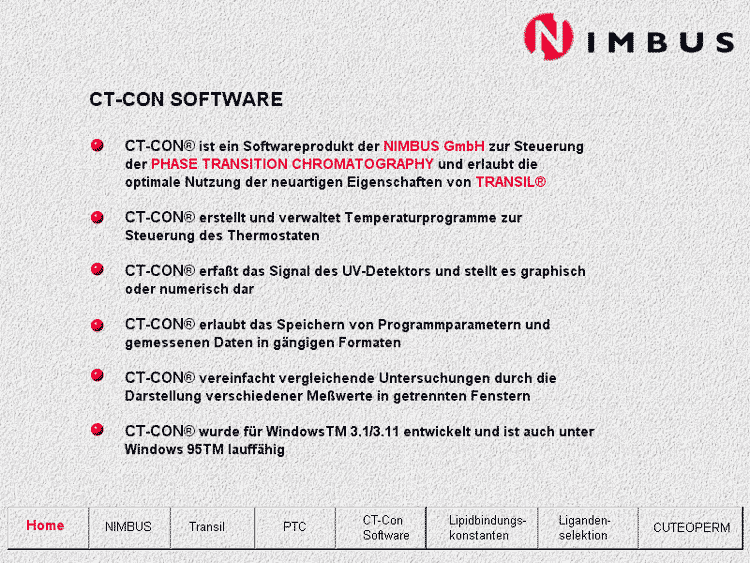 NIMBUS
CT-CON SOFTWARE
CT-CON® ist ein Softwareprodukt der NIMBUS GmbH zur Steuerung
der PHASE TRANSITION CHROMATOGRAPHY und erlaubt die
optimale Nutzung der neuartigen Eigenschaften von TRANSIL®
CT-CON® erstellt und verwaltet Temperaturprogramme zur
Steuerung des Thermostaten
CT-CON® erfaßt das Signal des UV-Detektors und stellt es graphisch
oder numerisch dar
CT-CON® erlaubt das Speichern von Programmparametern und
gemessenen Daten in gängigen Formaten
CT-CON® vereinfacht vergleichende Untersuchungen durch die
Darstellung verschiedener Meßwerte in getrennten Fenstern
CT-CON® wurde für WindowsTM 3.1/3.11 entwickelt und ist auch unter
Windows 95TM lauffähig
Home
NIMBUS
Transil
PTC
CT-Con
Software
Lipidbindungs-
konstanten
Liganden-
selektion
CUTEOPERM